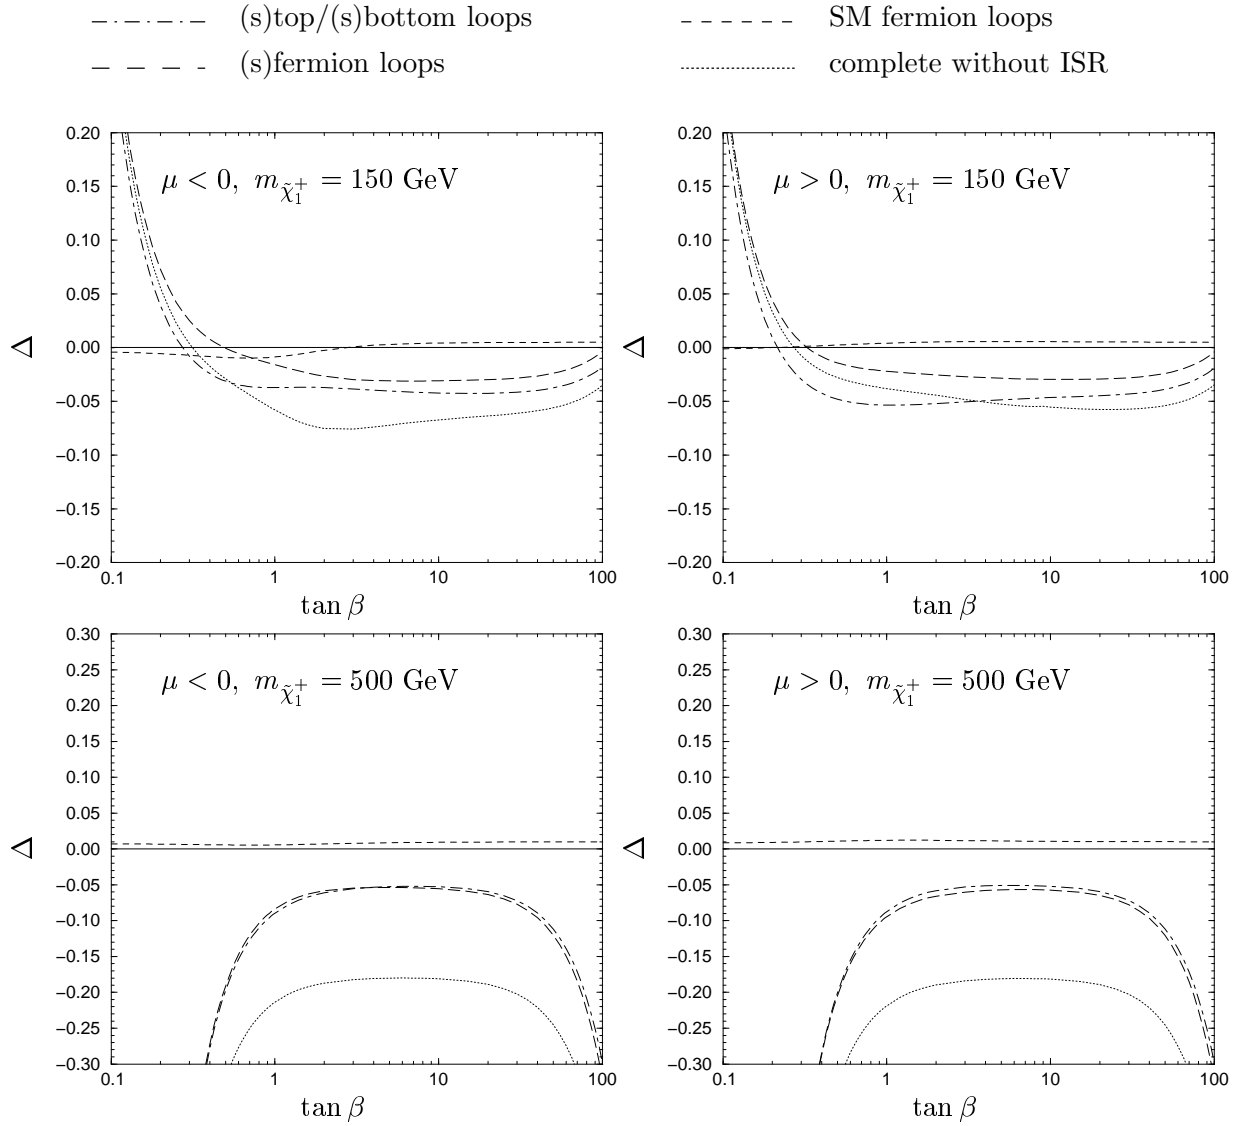 (s)top/(s)bottom loops SM fermion loops
(s)fermion loops complete without ISR
μ < 0, m_{χ̃₁⁺} = 150 GeV
0.20
0.15
0.10
0.05
0.00
−0.05
−0.10
−0.15
−0.20
Δ
0.1 1 10 100
tan β
μ > 0, m_{χ̃₁⁺} = 150 GeV
0.20
0.15
0.10
0.05
0.00
−0.05
−0.10
−0.15
−0.20
Δ
0.1 1 10 100
tan β
μ < 0, m_{χ̃₁⁺} = 500 GeV
0.30
0.25
0.20
0.15
0.10
0.05
0.00
−0.05
−0.10
−0.15
−0.20
−0.25
−0.30
Δ
0.1 1 10 100
tan β
μ > 0, m_{χ̃₁⁺} = 500 GeV
0.30
0.25
0.20
0.15
0.10
0.05
0.00
−0.05
−0.10
−0.15
−0.20
−0.25
−0.30
Δ
0.1 1 10 100
tan β